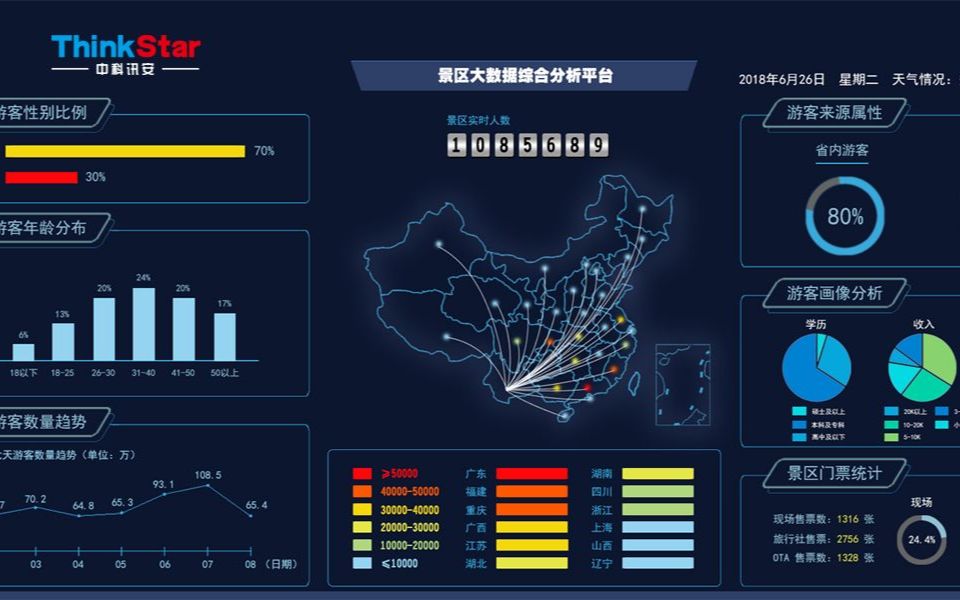 ThinkStar
中科讯安
景区大数据综合分析平台
2018年6月26日 星期二 天气情况：
游客性别比例
70%
30%
游客年龄分布
6%
13%
20%
24%
20%
17%
18以下
18-25
26-30
31-40
41-50
50以上
游客数量趋势
天游客数量趋势（单位：万）
70.2
64.8
65.3
93.1
108.5
65.4
03
04
05
06
07
08
（日期）
景区实时人数
1085689
≥50000
40000-50000
30000-40000
20000-30000
10000-20000
≤10000
广东
福建
重庆
广西
江苏
湖北
湖南
四川
浙江
上海
山西
辽宁
游客来源属性
省内游客
80%
游客画像分析
学历
硕士及以上
本科及专科
高中及以下
收入
20K以上
10-20K
5-10K
景区门票统计
现场售票数：1316 张
旅行社售票：2756 张
OTA 售票数：1328 张
现场
24.4%